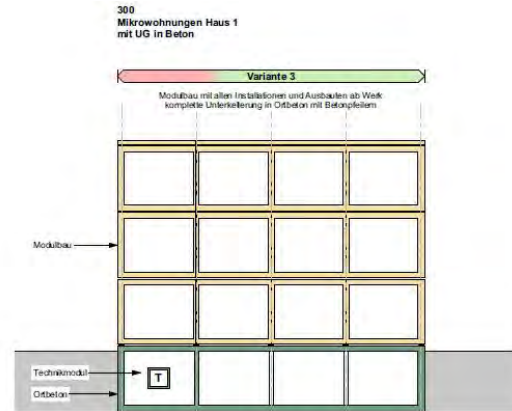 300
Mikrowohnungen Haus 1
mit UG in Beton
Variante 3
Modulbau mit allen Installationen und Ausbauten ab Werk
komplette Unterkellerung in Ortbeton mit Betonpfeilern
Modulbau
Technikmodul
T
Ortbeton